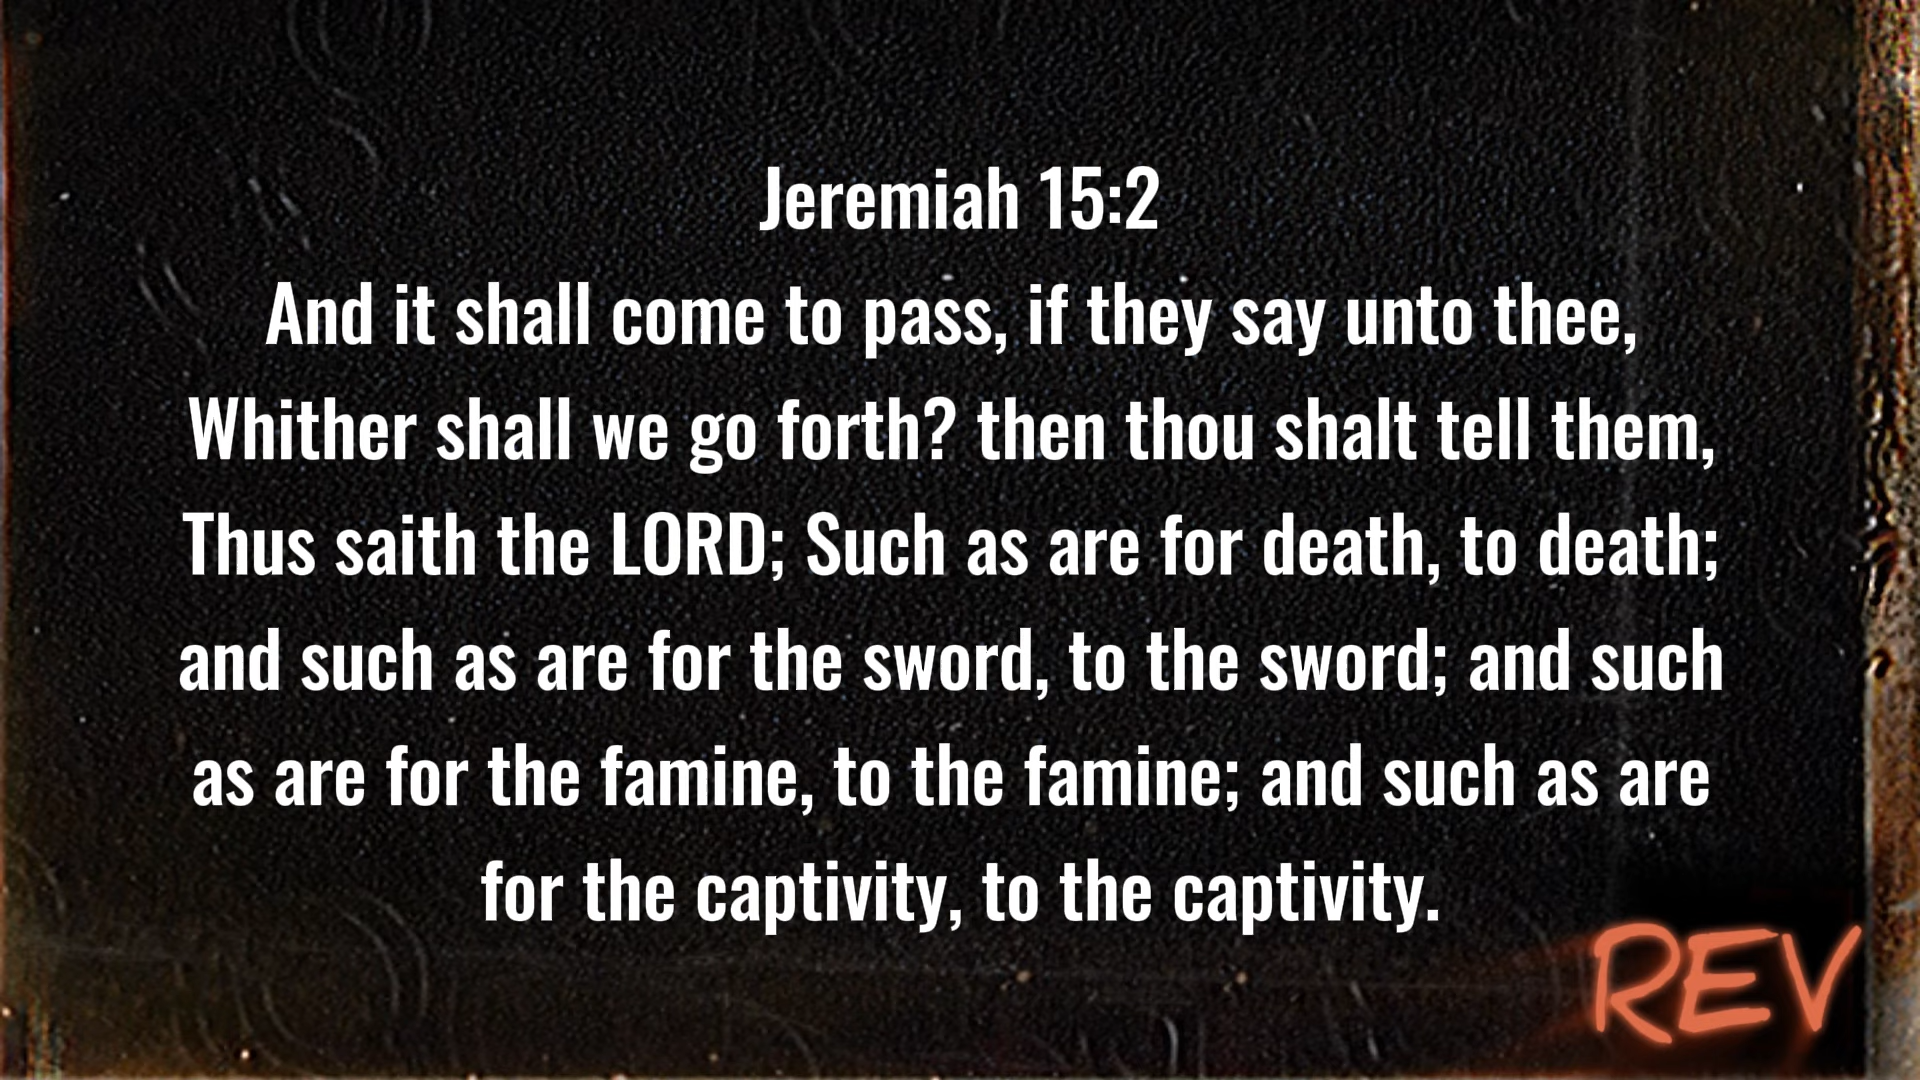 Jeremiah 15:2
And it shall come to pass, if they say unto thee,
Whither shall we go forth? then thou shalt tell them,
Thus saith the LORD; Such as are for death, to death;
and such as are for the sword, to the sword; and such
as are for the famine, to the famine; and such as are
for the captivity, to the captivity.
REV